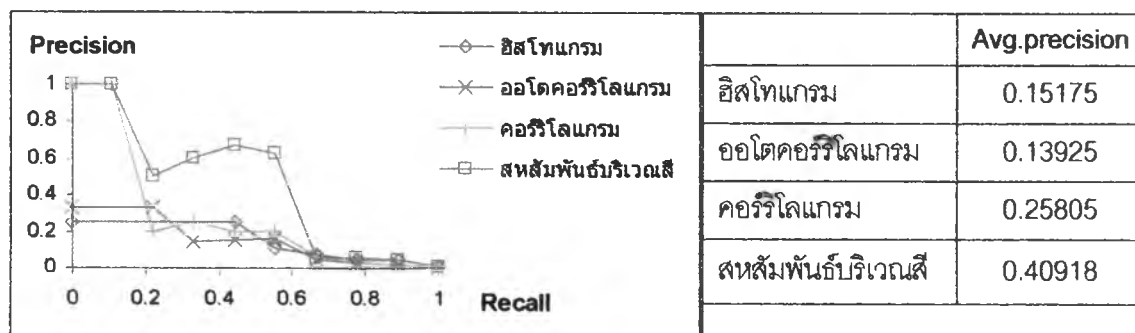 Precision
1
0.8
0.6
0.4
0.2
0
0 0.2 0.4 0.6 0.8 1
Recall
ฮิสโทแกรม
ออโตคอร์ริโลแกรม
คอร์ริโลแกรม
สหสัมพันธ์บริเวณสี
Avg.precision
ฮิสโทแกรม 0.15175
ออโตคอร์ริโลแกรม 0.13925
คอร์ริโลแกรม 0.25805
สหสัมพันธ์บริเวณสี 0.40918